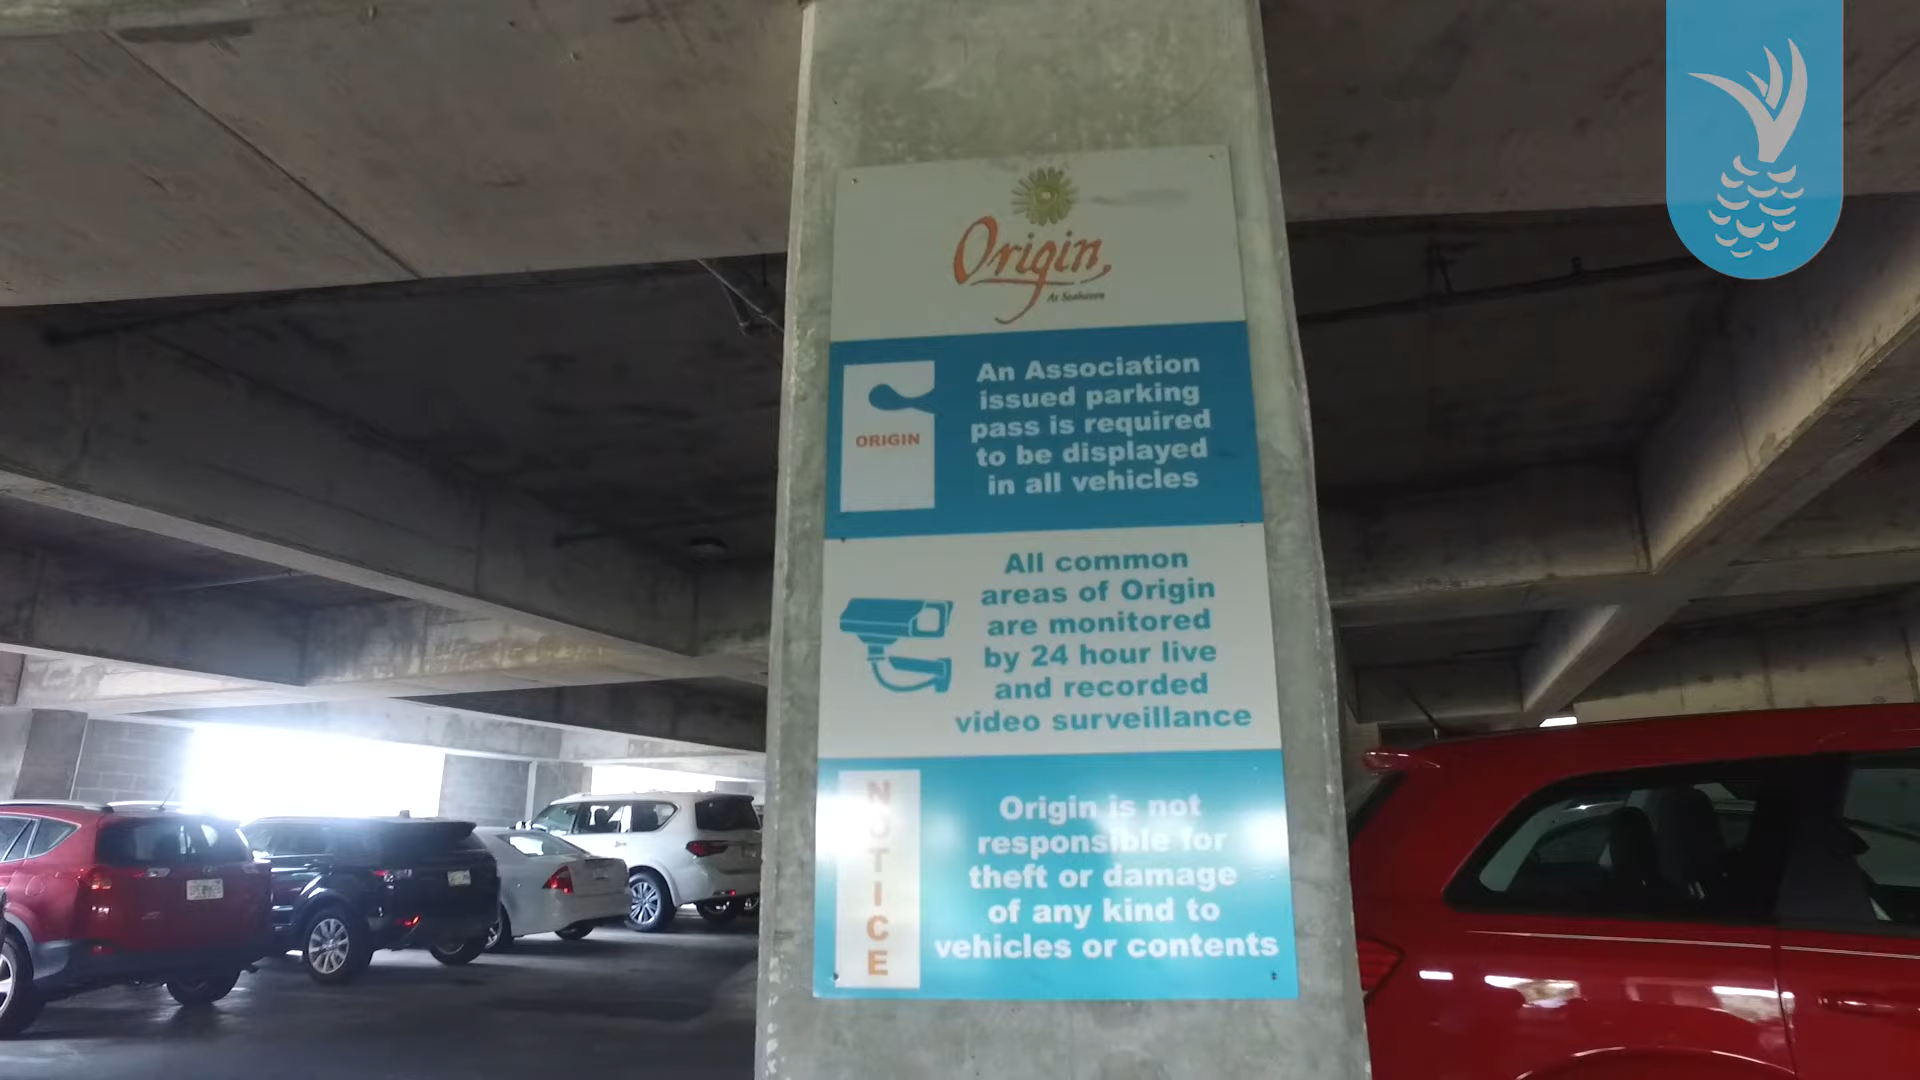 Origin
At Seahaven
ORIGIN
An Association
issued parking
pass is required
to be displayed
in all vehicles
All common
areas of Origin
are monitored
by 24 hour live
and recorded
video surveillance
NOTICE
Origin is not
responsible for
theft or damage
of any kind to
vehicles or contents